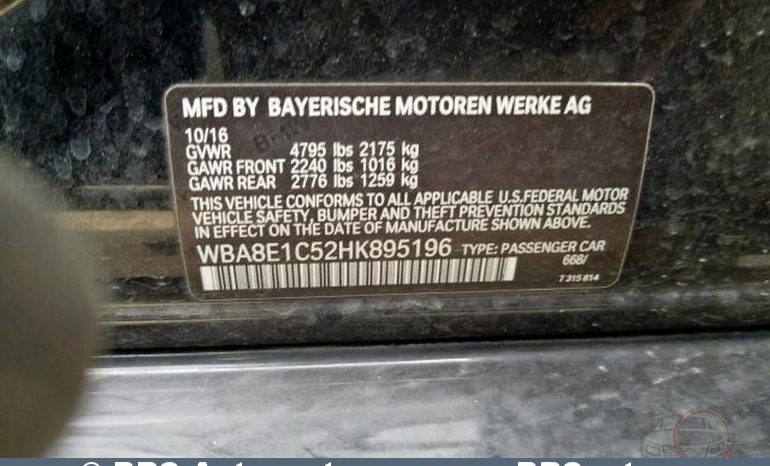 MFD BY BAYERISCHE MOTOREN WERKE AG
10/16
GVWR 4795 lbs 2175 kg
GAWR FRONT 2240 lbs 1016 kg
GAWR REAR 2776 lbs 1259 kg
THIS VEHICLE CONFORMS TO ALL APPLICABLE U.S.FEDERAL MOTOR
VEHICLE SAFETY, BUMPER AND THEFT PREVENTION STANDARDS
IN EFFECT ON THE DATE OF MANUFACTURE SHOWN ABOVE.
WBA8E1C52HK895196 TYPE: PASSENGER CAR
668/
7 315 814